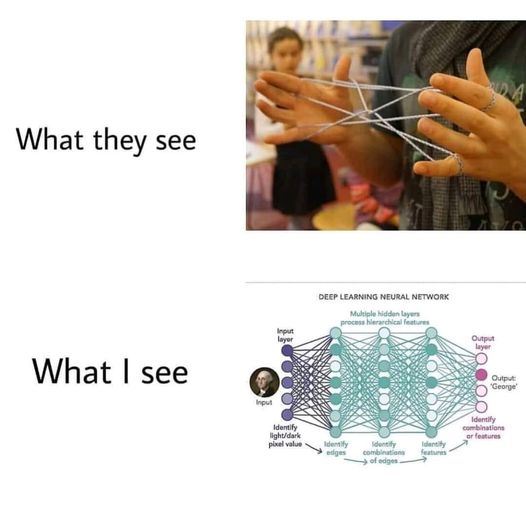 What they see
What I see
DEEP LEARNING NEURAL NETWORK
Multiple hidden layers
process hierarchical features
Input
layer
Output
layer
Input
Output:
'George'
Identify
light/dark
pixel value
Identify
edges
Identify
combinations
of edges
Identify
features
Identify
combinations
or features